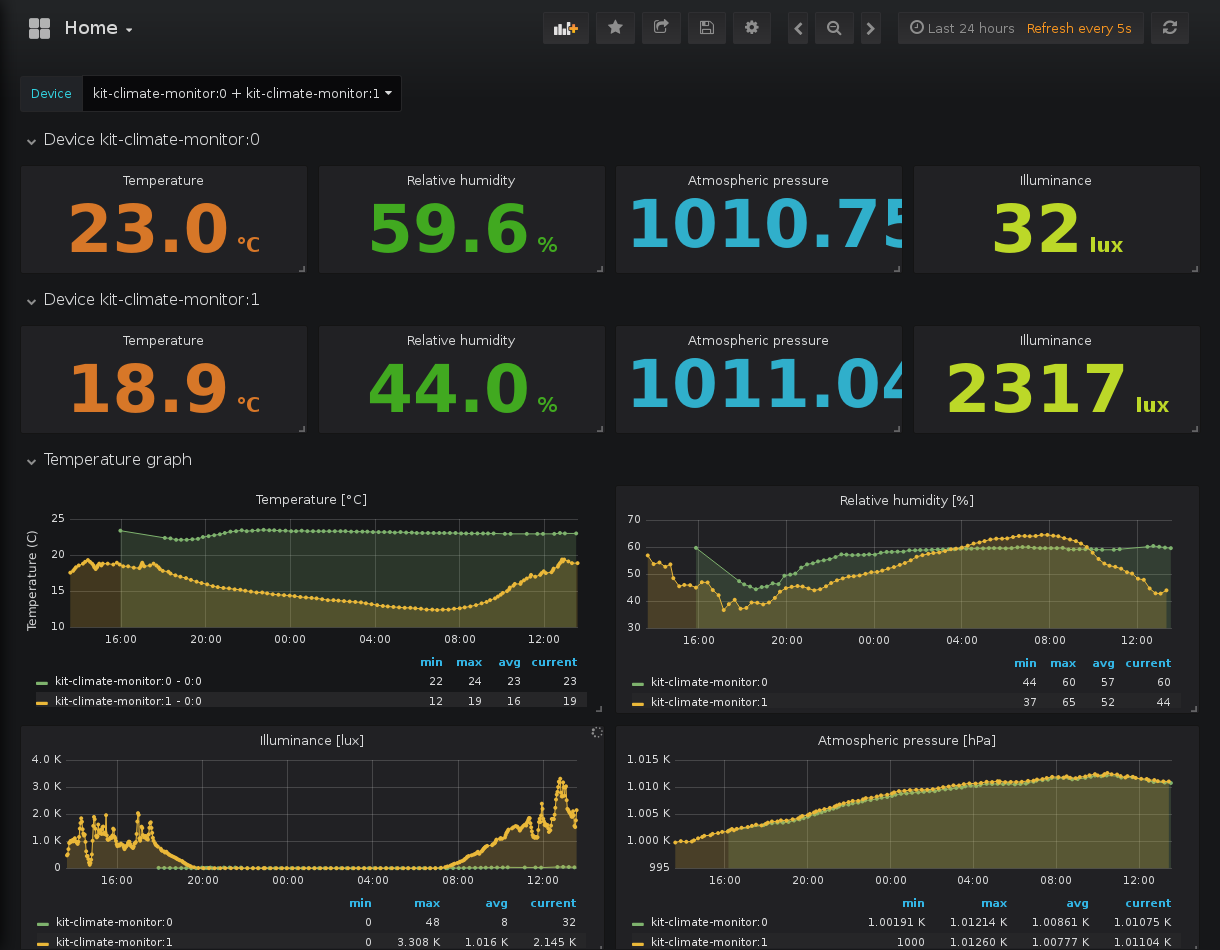 Home
Last 24 hours Refresh every 5s
Device kit-climate-monitor:0 + kit-climate-monitor:1
Device kit-climate-monitor:0
Temperature
23.0 °C
Relative humidity
59.6 %
Atmospheric pressure
1010.75
Illuminance
32 lux
Device kit-climate-monitor:1
Temperature
18.9 °C
Relative humidity
44.0 %
Atmospheric pressure
1011.04
Illuminance
2317 lux
Temperature graph
Temperature [°C]
Temperature (C)
25
20
15
10
16:00 20:00 00:00 04:00 08:00 12:00
min max avg current
kit-climate-monitor:0 - 0:0 22 24 23 23
kit-climate-monitor:1 - 0:0 12 19 16 19
Relative humidity [%]
70
60
50
40
30
16:00 20:00 00:00 04:00 08:00 12:00
min max avg current
kit-climate-monitor:0 44 60 57 60
kit-climate-monitor:1 37 65 52 44
Illuminance [lux]
4.0 K
3.0 K
2.0 K
1.0 K
0
16:00 20:00 00:00 04:00 08:00 12:00
min max avg current
kit-climate-monitor:0 0 48 8 32
kit-climate-monitor:1 0 3.308 K 1.016 K 2.145 K
Atmospheric pressure [hPa]
1.015 K
1.010 K
1.005 K
1.000 K
995
16:00 20:00 00:00 04:00 08:00 12:00
min max avg current
kit-climate-monitor:0 1.00191 K 1.01214 K 1.00861 K 1.01075 K
kit-climate-monitor:1 1000 1.01260 K 1.00777 K 1.01104 K